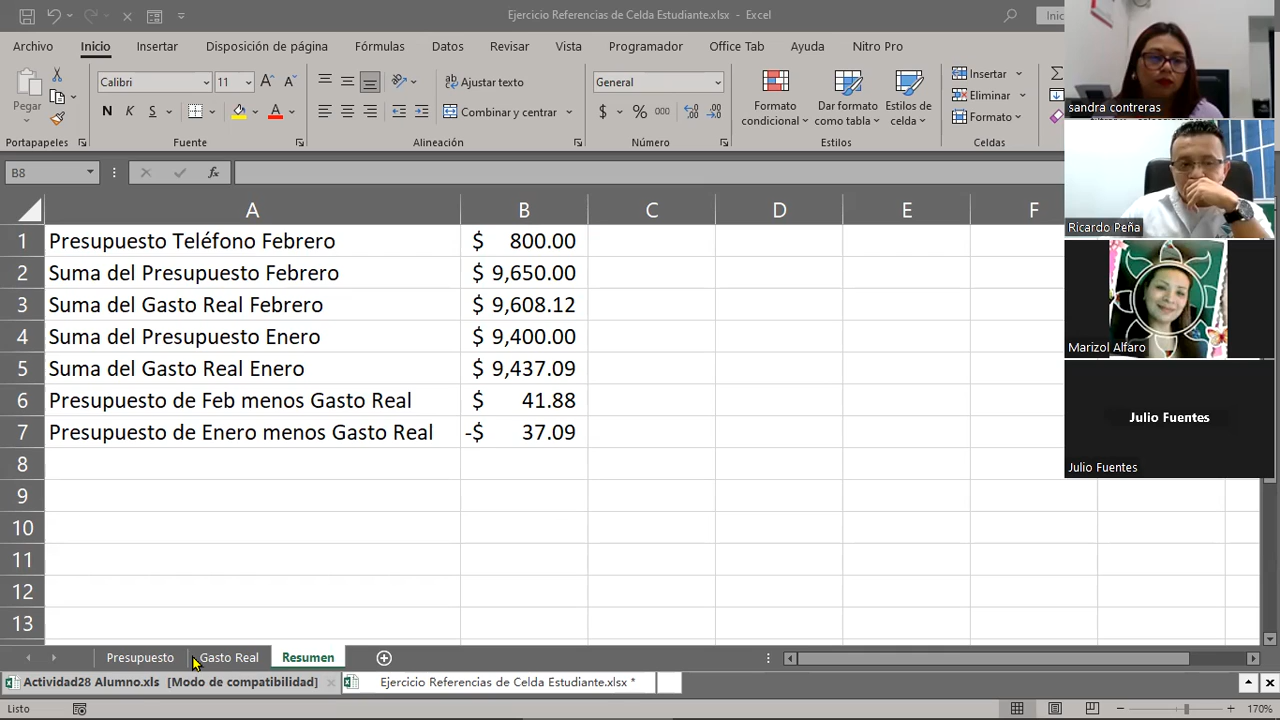 Ejercicio Referencias de Celda Estudiante.xlsx - Excel
Archivo Inicio Insertar Disposición de página Fórmulas Datos Revisar Vista Programador Office Tab Ayuda Nitro Pro
Pegar
Portapapeles
Calibri 11
N K S
Fuente
Ajustar texto
Combinar y centrar
Alineación
General
$ %
Número
Formato condicional
Dar formato como tabla
Estilos de celda
Estilos
Insertar
Eliminar
Formato
Celdas
B8 fx
A B C D E F
1 Presupuesto Teléfono Febrero $ 800.00
2 Suma del Presupuesto Febrero $ 9,650.00
3 Suma del Gasto Real Febrero $ 9,608.12
4 Suma del Presupuesto Enero $ 9,400.00
5 Suma del Gasto Real Enero $ 9,437.09
6 Presupuesto de Feb menos Gasto Real $ 41.88
7 Presupuesto de Enero menos Gasto Real -$ 37.09
8
9
10
11
12
13
sandra contreras
Ricardo Peña
Marizol Alfaro
Julio Fuentes
Julio Fuentes
Presupuesto Gasto Real Resumen
Actividad28 Alumno.xls [Modo de compatibilidad] Ejercicio Referencias de Celda Estudiante.xlsx *
Listo 170%